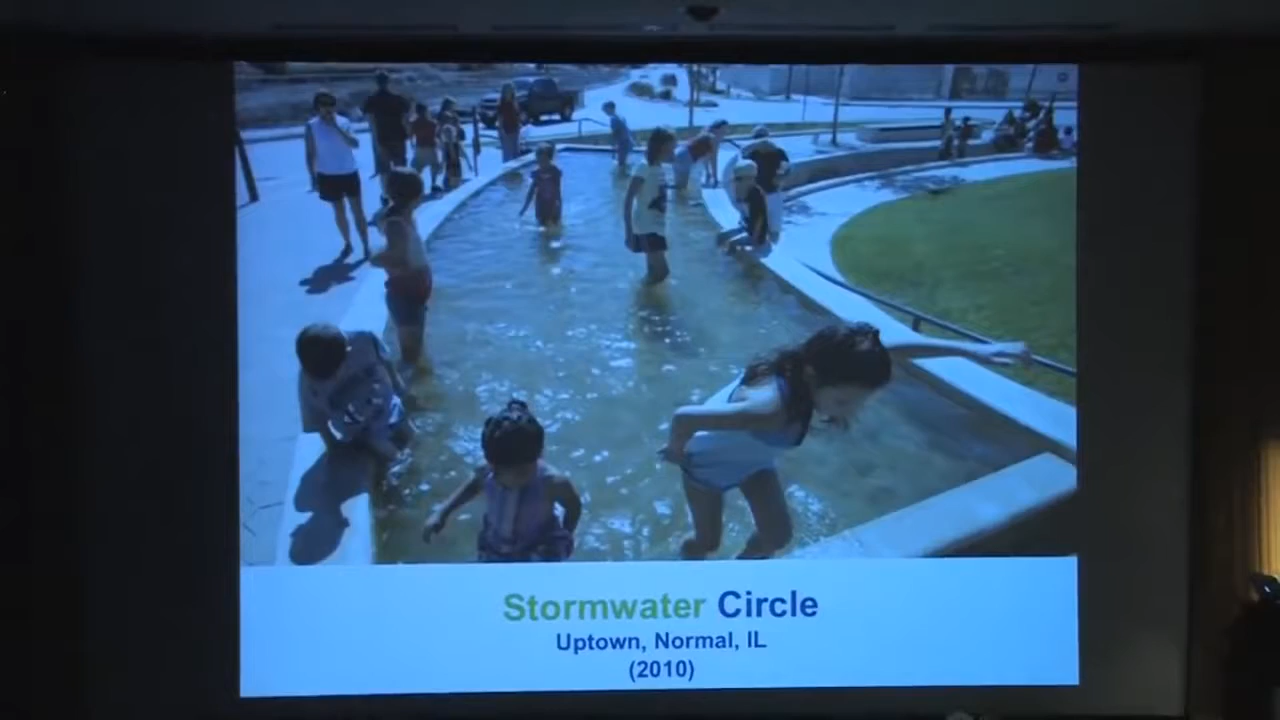 Stormwater Circle
Uptown, Normal, IL
(2010)